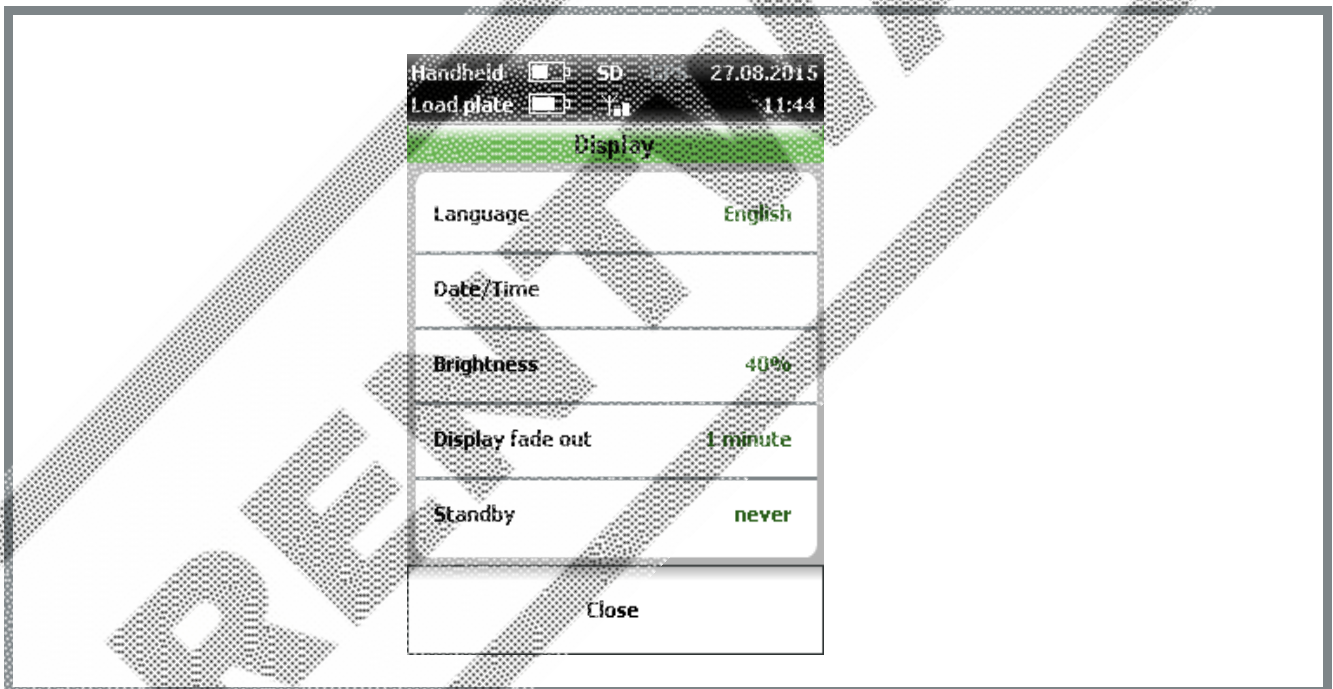 Handheld SD GPS 27.08.2015
Load plate 11:44
Display
Language English
Date/Time
Brightness 40%
Display fade out 1 minute
Standby never
Close